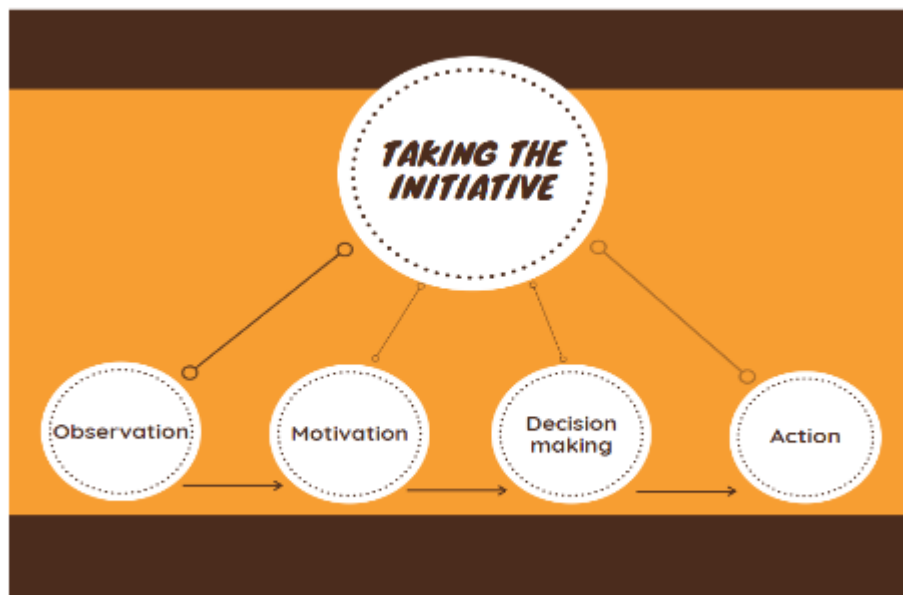 TAKING THE
INITIATIVE
Observation
Motivation
Decision
making
Action